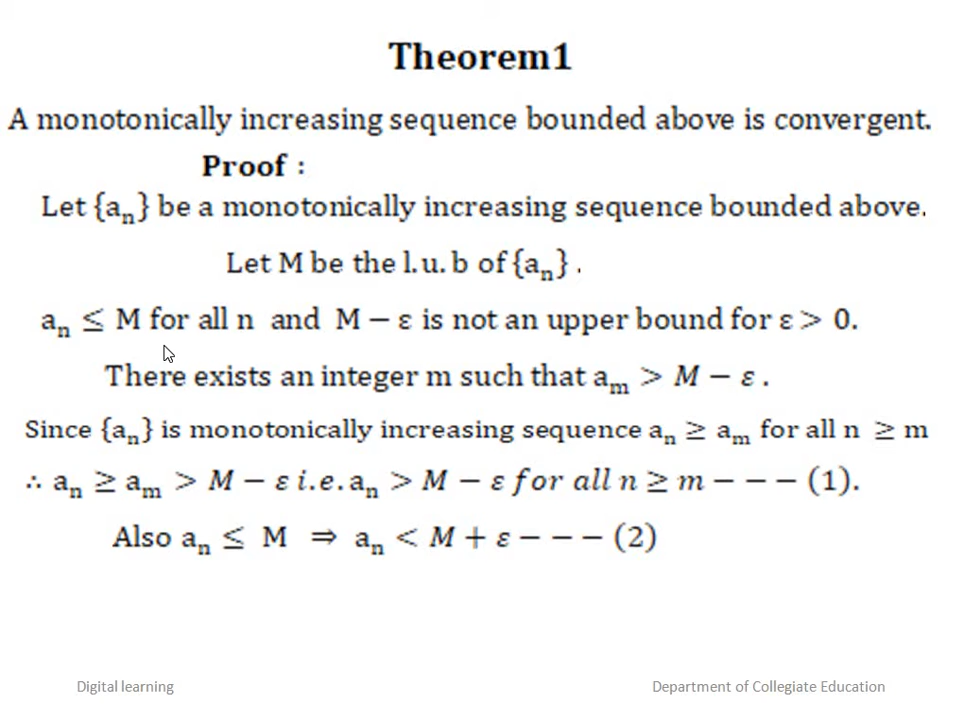 Theorem1
A monotonically increasing sequence bounded above is convergent.
Proof :
Let {aₙ} be a monotonically increasing sequence bounded above.
Let M be the l.u.b of {aₙ} .
aₙ ≤ M for all n and M − ε is not an upper bound for ε > 0.
There exists an integer m such that aₘ > M − ε .
Since {aₙ} is monotonically increasing sequence aₙ ≥ aₘ for all n ≥ m
∴ aₙ ≥ aₘ > M − ε i.e. aₙ > M − ε for all n ≥ m − − − (1).
Also aₙ ≤ M ⇒ aₙ < M + ε − − − (2)
Digital learning
Department of Collegiate Education